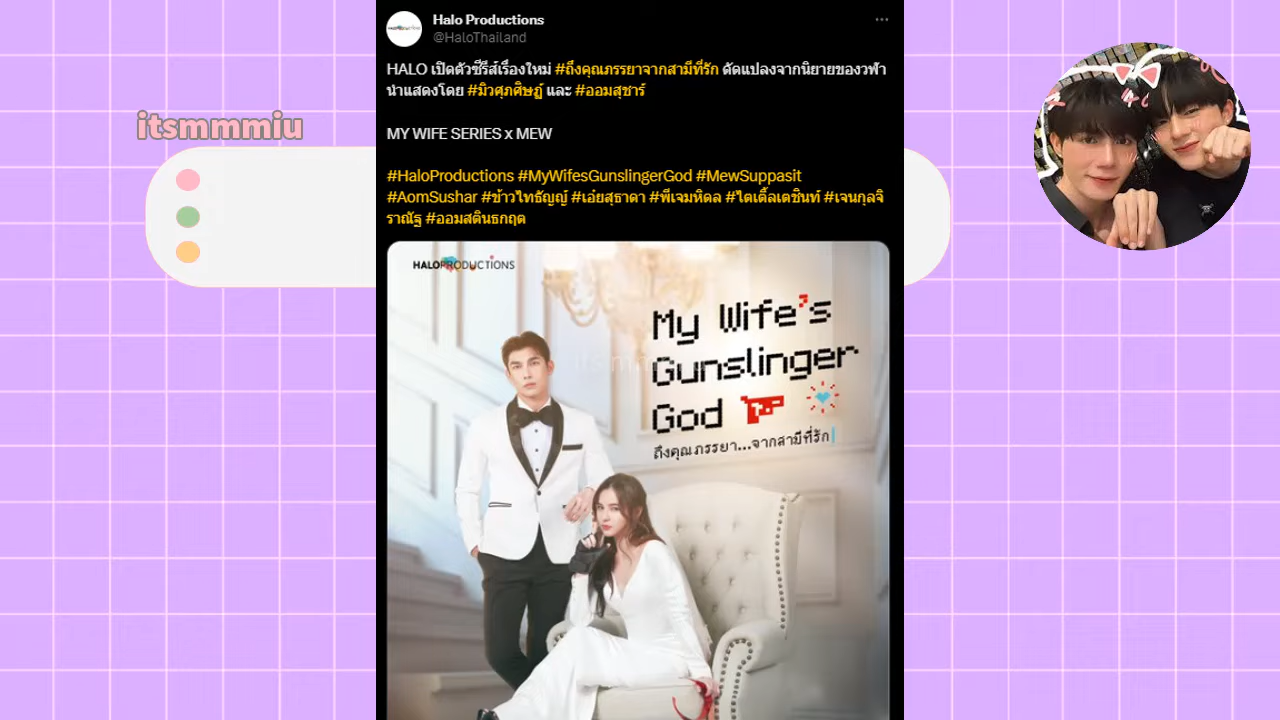 Halo Productions
@HaloThailand
HALO เปิดตัวซีรีส์เรื่องใหม่ #ถึงคุณภรรยาจากสามีที่รัก ดัดแปลงจากนิยายของวฬา
นำแสดงโดย #มิวศุภศิษฏ์ และ #ออมสุชาร์
MY WIFE SERIES x MEW
#HaloProductions #MyWifesGunslingerGod #MewSuppasit
#AomSushar #ข้าวไทธัญญ์ #เอ๋ยสุธาดา #พีเจมหิดล #ไตเติ้ลเตชินท์ #เจนกุลจิ
ราณัฐ #ออมสตินธกฤต
itsmmmiu
HALOPRODUCTIONS
My Wife's
Gunslinger
God
ถึงคุณภรรยา...จากสามีที่รัก
itsmmmiu